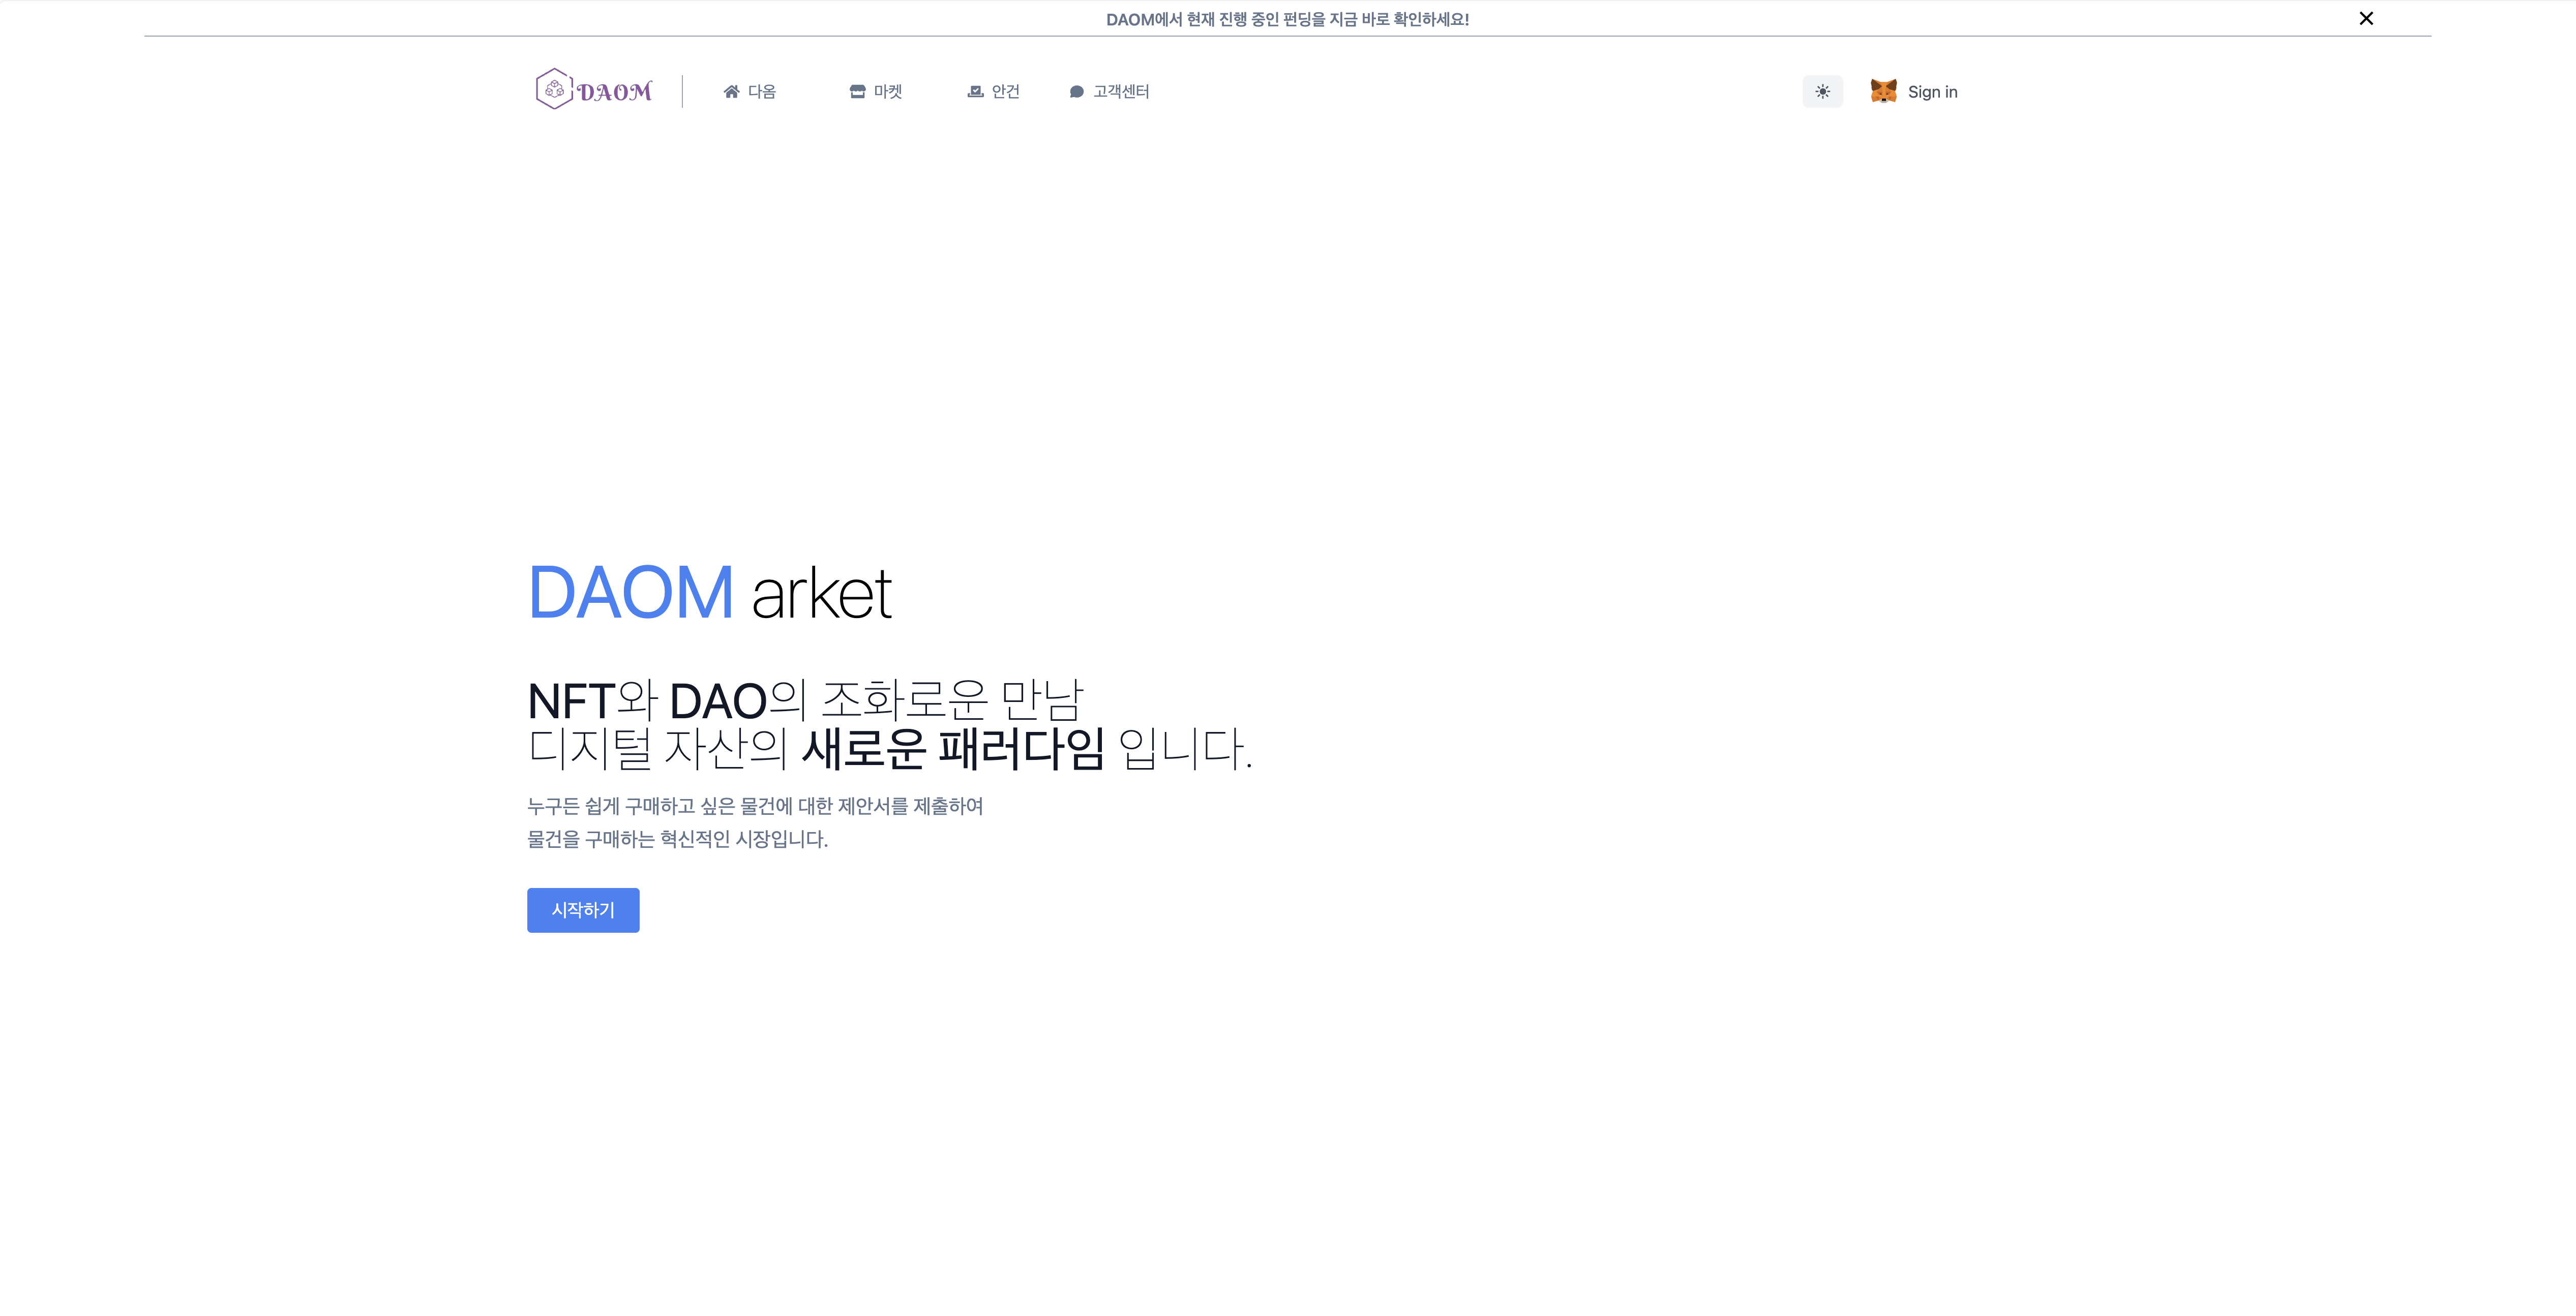 DAOM에서 현재 진행 중인 펀딩을 지금 바로 확인하세요!
DAOM 다옴 마켓 안건 고객센터 Sign in
DAOM arket
NFT와 DAO의 조화로운 만남
디지털 자산의 새로운 패러다임 입니다.
누구든 쉽게 구매하고 싶은 물건에 대한 제안서를 제출하여
물건을 구매하는 혁신적인 시장입니다.
시작하기